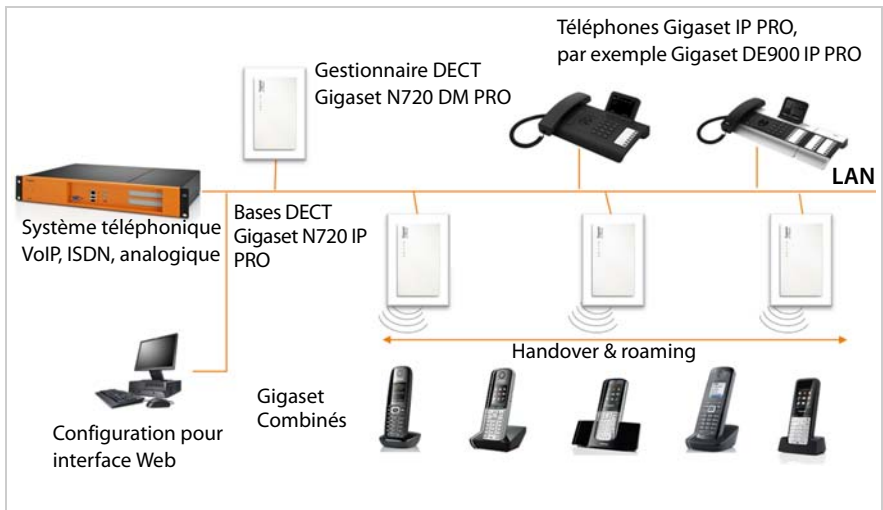 Téléphones Gigaset IP PRO,
par exemple Gigaset DE900 IP PRO
Gestionnaire DECT
Gigaset N720 DM PRO
LAN
Système téléphonique
VoIP, ISDN, analogique
Bases DECT
Gigaset N720 IP
PRO
Handover & roaming
Gigaset
Combinés
Configuration pour
interface Web